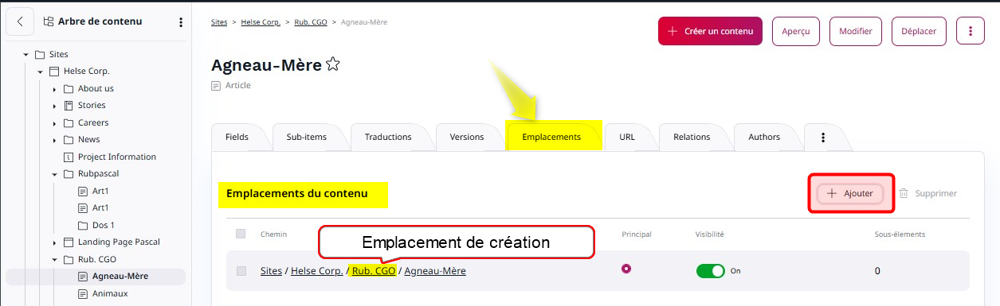 Arbre de contenu
Sites
Helse Corp.
About us
Stories
Careers
News
Project Information
Rubpascal
Art1
Art1
Dos 1
Landing Page Pascal
Rub. CGO
Agneau-Mère
Animaux
Sites > Helse Corp. > Rub. CGO > Agneau-Mère
+ Créer un contenu Aperçu Modifier Déplacer
Agneau-Mère
Article
Fields Sub-items Traductions Versions Emplacements URL Relations Authors
Emplacements du contenu
+ Ajouter Supprimer
Chemin Principal Visibilité Sous-éléments
Emplacement de création
Sites / Helse Corp. / Rub. CGO / Agneau-Mère On 0